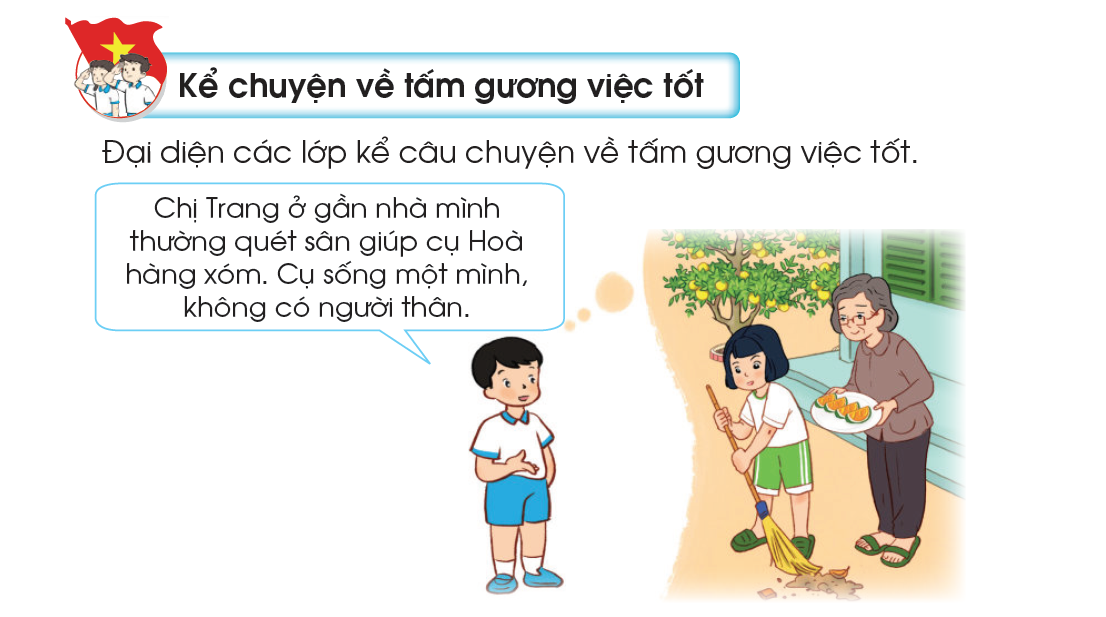 Kể chuyện về tấm gương việc tốt
Đại diện các lớp kể câu chuyện về tấm gương việc tốt.
Chị Trang ở gần nhà mình
thường quét sân giúp cụ Hoà
hàng xóm. Cụ sống một mình,
không có người thân.